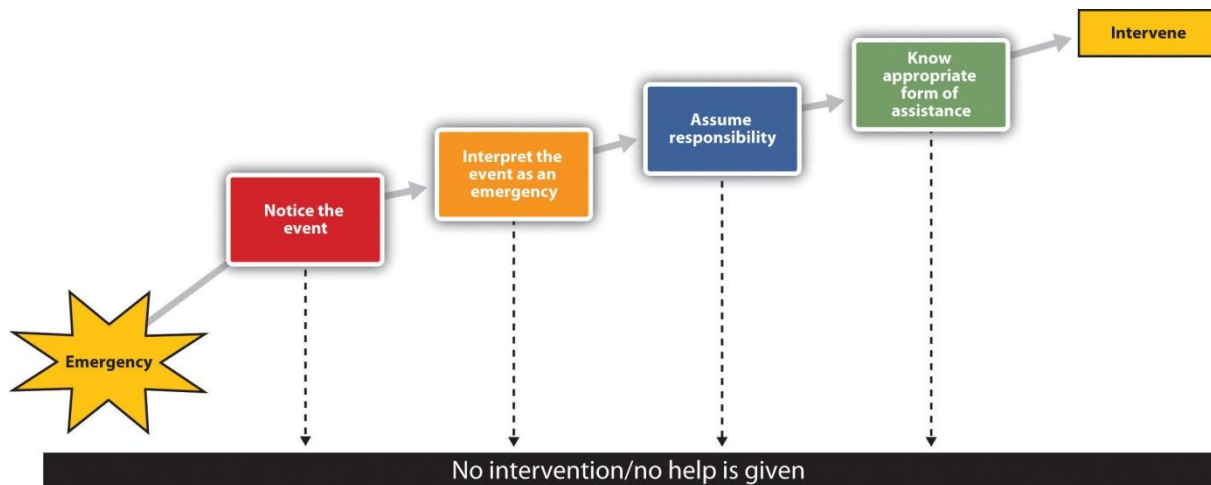 Emergency
Notice the
event
Interpret the
event as an
emergency
Assume
responsibility
Know
appropriate
form of
assistance
Intervene
No intervention/no help is given